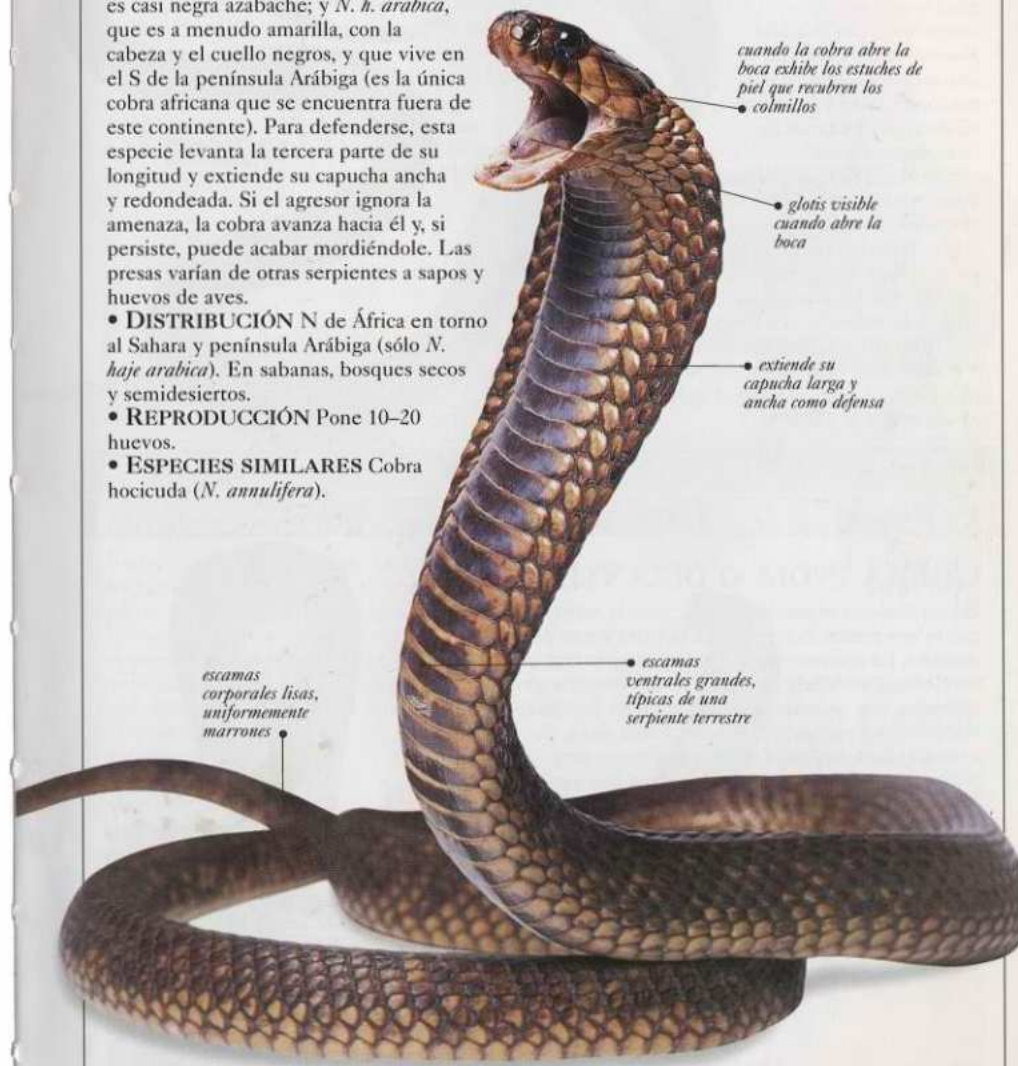 es casi negra azabache; y N. h. arabica,
que es a menudo amarilla, con la
cabeza y el cuello negros, y que vive en
el S de la península Arábiga (es la única
cobra africana que se encuentra fuera de
este continente). Para defenderse, esta
especie levanta la tercera parte de su
longitud y extiende su capucha ancha
y redondeada. Si el agresor ignora la
amenaza, la cobra avanza hacia él y, si
persiste, puede acabar mordiéndole. Las
presas varían de otras serpientes a sapos y
huevos de aves.
• DISTRIBUCIÓN N de África en torno
al Sahara y península Arábiga (sólo N.
haje arabica). En sabanas, bosques secos
y semidesiertos.
• REPRODUCCIÓN Pone 10–20
huevos.
• ESPECIES SIMILARES Cobra
hocicuda (N. annulifera).
cuando la cobra abre la
boca exhibe los estuches de
piel que recubren los
• colmillos
• glotis visible
cuando abre la
boca
• extiende su
capucha larga y
ancha como defensa
escamas
corporales lisas,
uniformemente
marrones •
• escamas
ventrales grandes,
típicas de una
serpiente terrestre